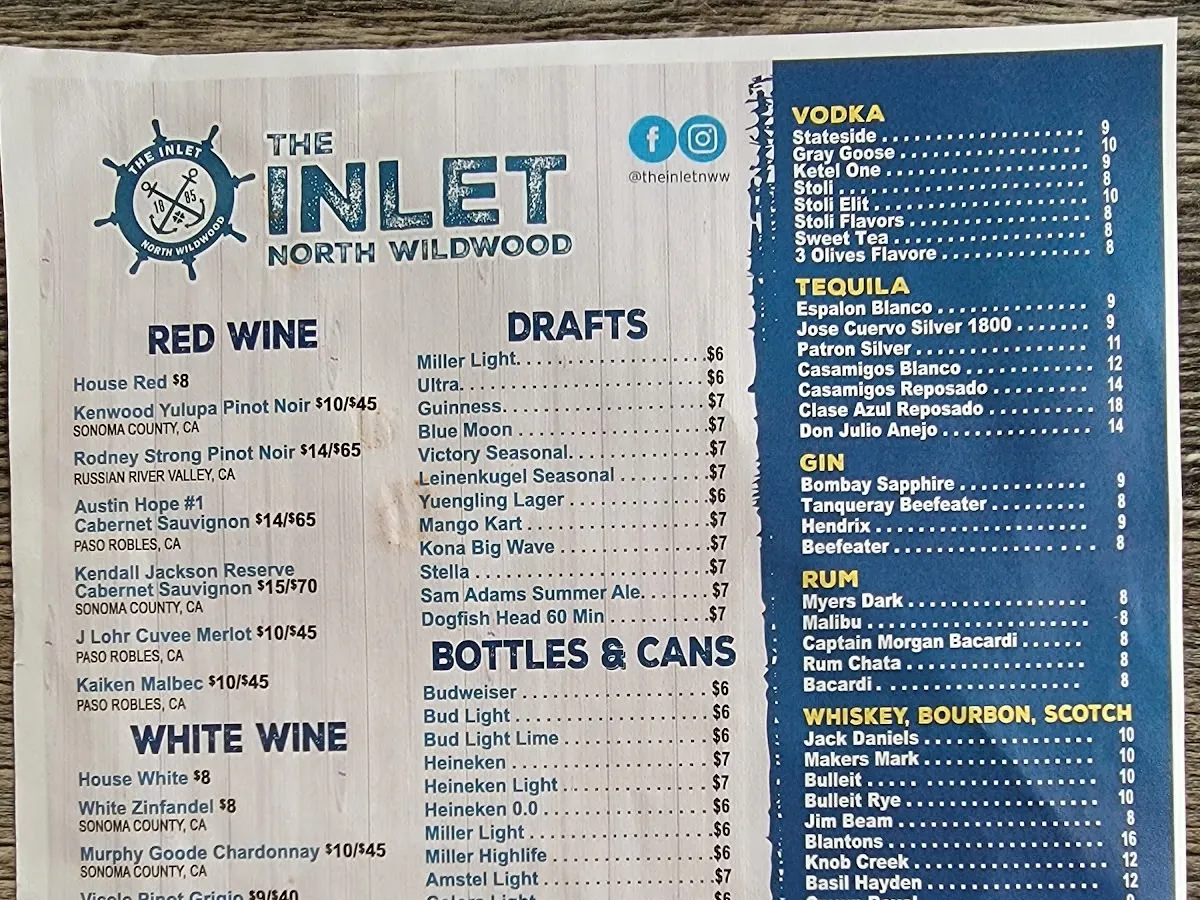 THE INLET
18 85
NORTH WILDWOOD
THE
INLET
NORTH WILDWOOD
@theinletnww
RED WINE
House Red $8
Kenwood Yulupa Pinot Noir $10/$45
SONOMA COUNTY, CA
Rodney Strong Pinot Noir $14/$65
RUSSIAN RIVER VALLEY, CA
Austin Hope #1
Cabernet Sauvignon $14/$65
PASO ROBLES, CA
Kendall Jackson Reserve
Cabernet Sauvignon $15/$70
SONOMA COUNTY, CA
J Lohr Cuvee Merlot $10/$45
PASO ROBLES, CA
Kaiken Malbec $10/$45
PASO ROBLES, CA
WHITE WINE
House White $8
White Zinfandel $8
SONOMA COUNTY, CA
Murphy Goode Chardonnay $10/$45
SONOMA COUNTY, CA
Pinot Grigio $9/$40
DRAFTS
Miller Light $6
Ultra $6
Guinness $7
Blue Moon $7
Victory Seasonal $7
Leinenkugel Seasonal $7
Yuengling Lager $6
Mango Kart $7
Kona Big Wave $7
Stella $7
Sam Adams Summer Ale $7
Dogfish Head 60 Min $7
BOTTLES & CANS
Budweiser $6
Bud Light $6
Bud Light Lime $6
Heineken $7
Heineken Light $7
Heineken 0.0 $6
Miller Light $6
Miller Highlife $6
Amstel Light $7
Light $6
VODKA
Stateside 9
Gray Goose 10
Ketel One 9
Stoli 8
Stoli Elit 10
Stoli Flavors 8
Sweet Tea 8
3 Olives Flavore 8
TEQUILA
Espalon Blanco 9
Jose Cuervo Silver 1800 9
Patron Silver 11
Casamigos Blanco 12
Casamigos Reposado 14
Clase Azul Reposado 18
Don Julio Anejo 14
GIN
Bombay Sapphire 9
Tanqueray Beefeater 8
Hendrix 9
Beefeater 8
RUM
Myers Dark 8
Malibu 8
Captain Morgan Bacardi 8
Rum Chata 8
Bacardi 8
WHISKEY, BOURBON, SCOTCH
Jack Daniels 10
Makers Mark 10
Bulleit 10
Bulleit Rye 10
Jim Beam 8
Blantons 16
Knob Creek 12
Basil Hayden 12